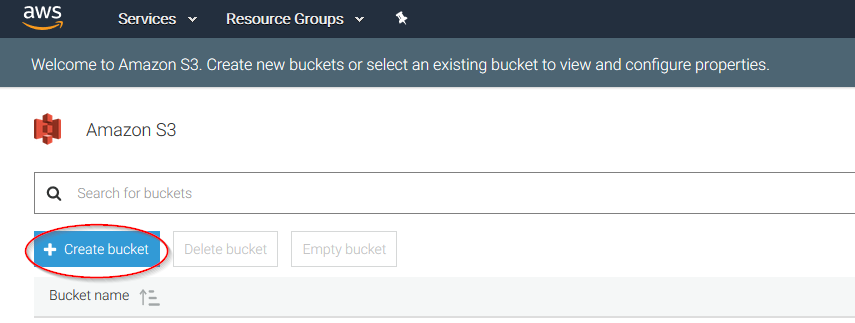 aws Services Resource Groups
Welcome to Amazon S3. Create new buckets or select an existing bucket to view and configure properties.
Amazon S3
Search for buckets
Create bucket Delete bucket Empty bucket
Bucket name